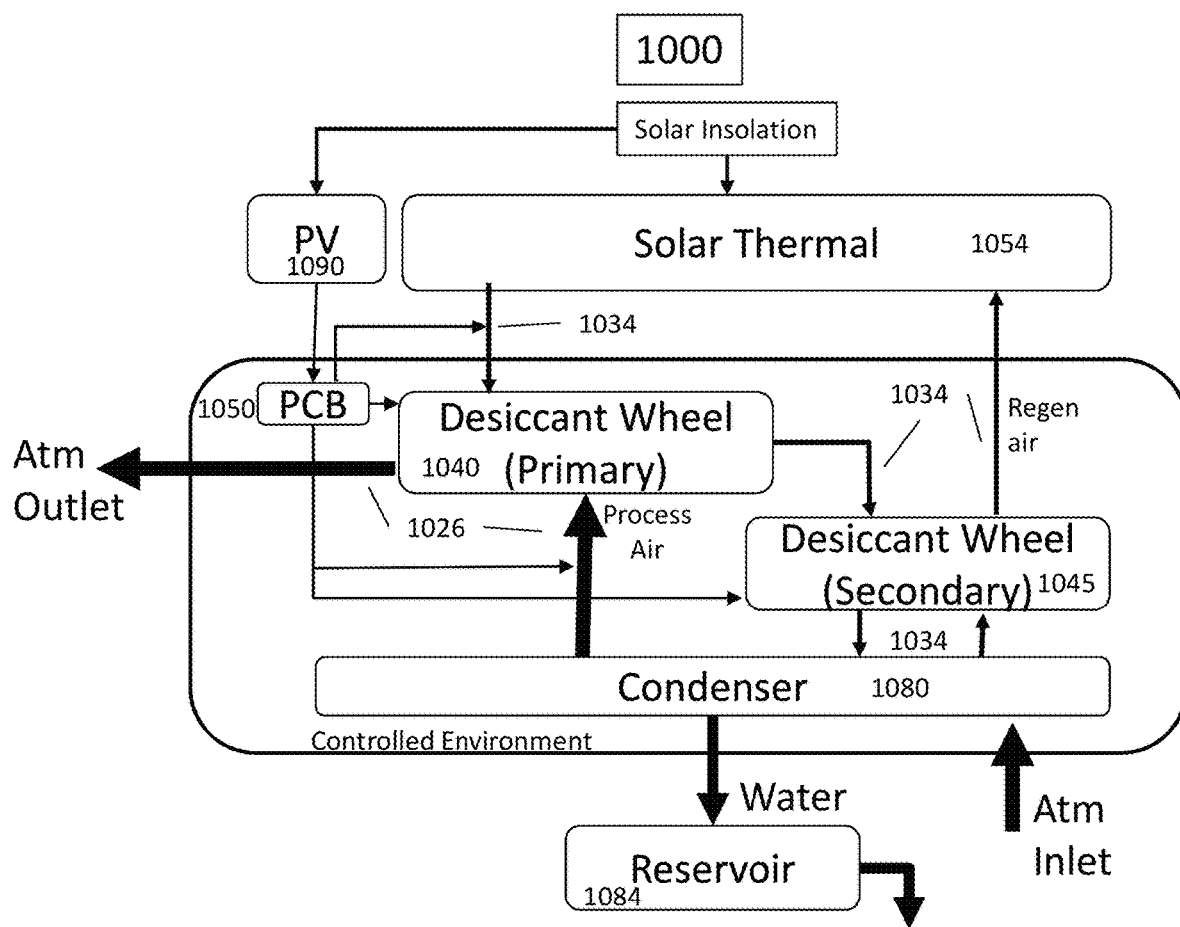 1000
Solar Insolation
PV
1090
Solar Thermal
1054
1034
1050
PCB
Desiccant Wheel
(Primary)
1040
1034
Regen
air
Atm
Outlet
1026
Process
Air
Desiccant Wheel
(Secondary)
1045
1034
Condenser
1080
Controlled Environment
Water
Atm
Inlet
Reservoir
1084